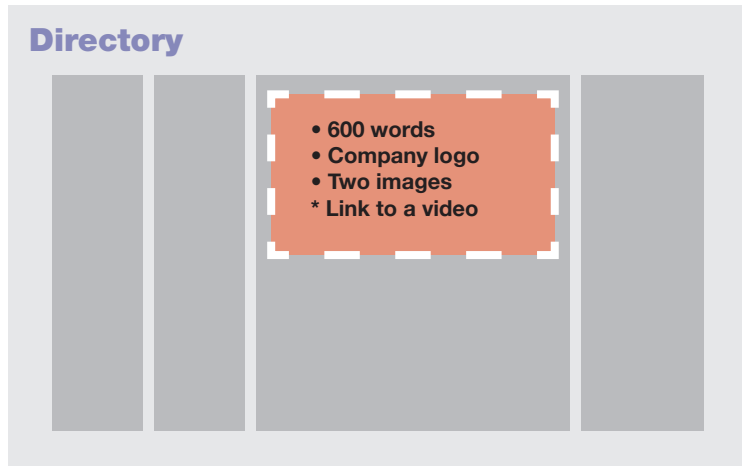 Directory
• 600 words
• Company logo
• Two images
* Link to a video